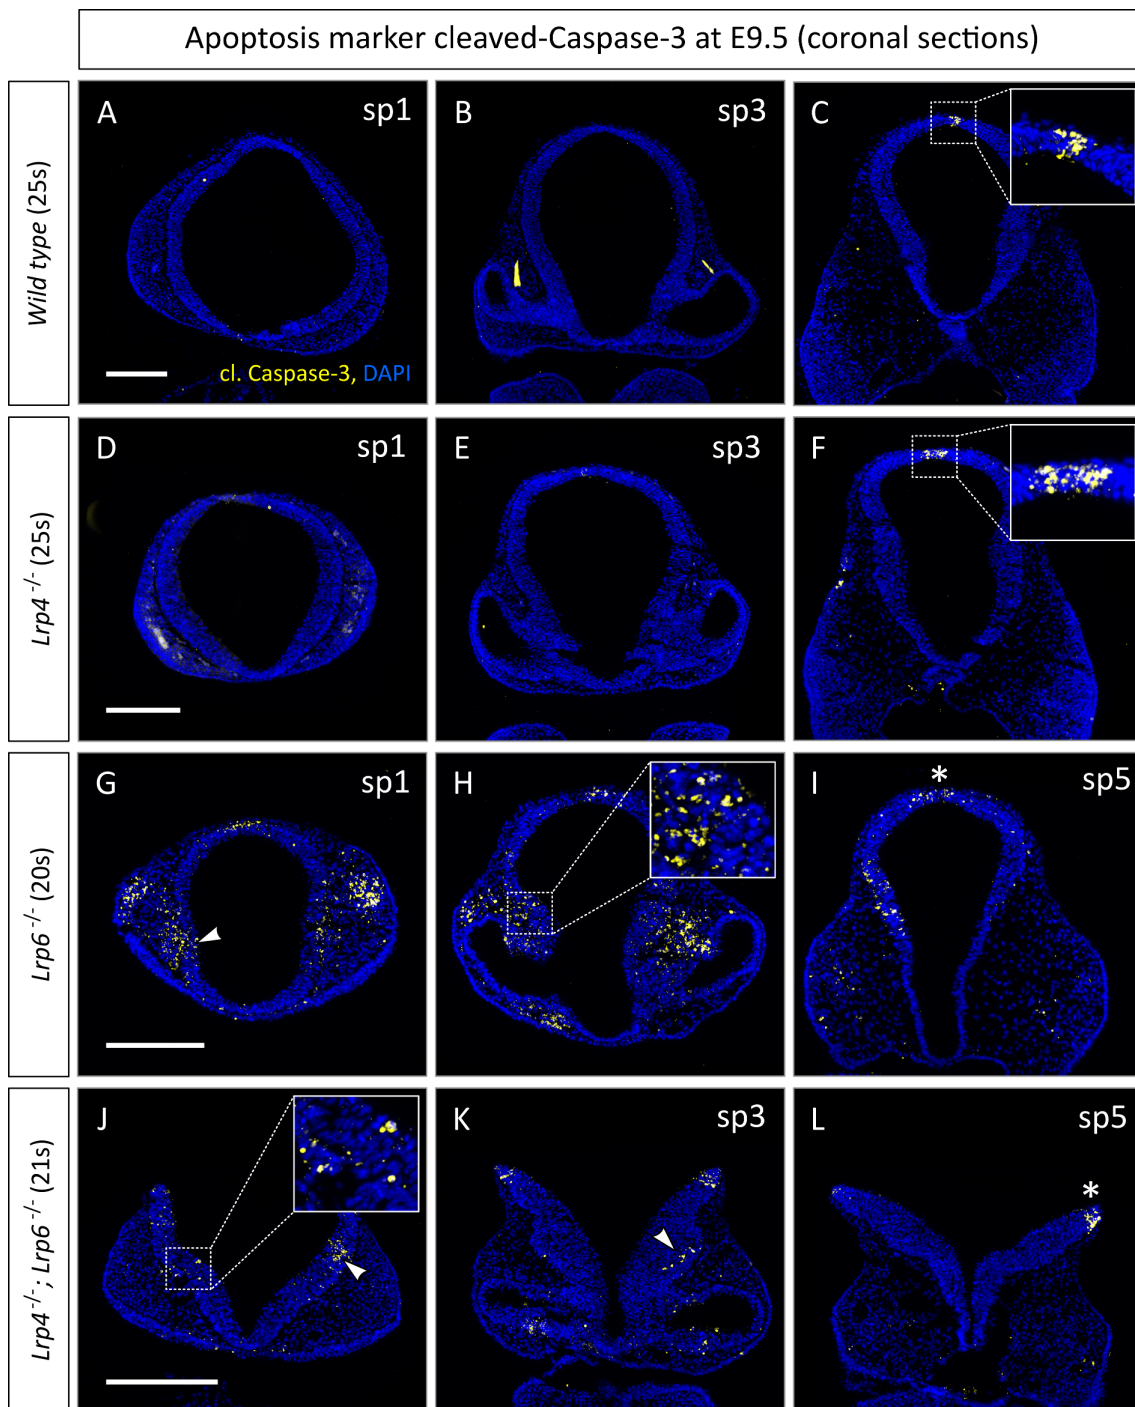 Apoptosis marker cleaved-Caspase-3 at E9.5 (coronal sections)
Wild type (25s)
A sp1
cl. Caspase-3, DAPI
B sp3
C
Lrp4 -/- (25s)
D sp1
E sp3
F
Lrp6 -/- (20s)
G sp1
H
I * sp5
Lrp4 -/-; Lrp6 -/- (21s)
J
K sp3
L sp5
*